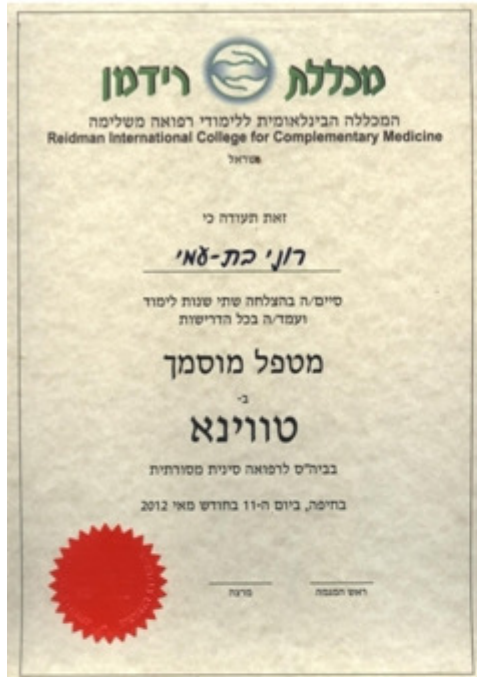 מכללת רידמן
המכללה הבינלאומית ללימודי רפואה משלימה
Reidman International College for Complementary Medicine
ישראל
זאת תעודה כי
רוני בת-עמי
סיים/ה בהצלחה שתי שנות לימוד
ועמד/ה בכל הדרישות
מטפל מוסמך
ב-
טווינא
בביה"ס לרפואה סינית מסורתית
בחיפה, ביום ה-11 בחודש מאי 2012
ראש המגמה מרצה